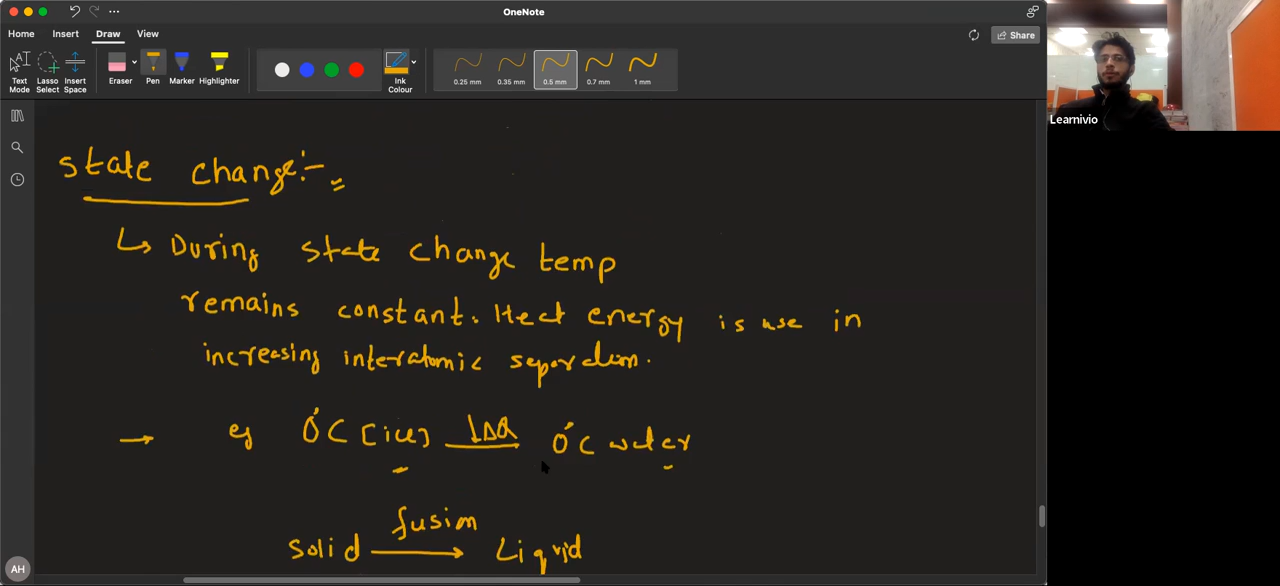 OneNote
Home Insert Draw View
Share
Text Mode
Lasso Select
Insert Space
Eraser
Pen
Marker
Highlighter
Ink Colour
0.25 mm
0.35 mm
0.5 mm
0.7 mm
1 mm
Learnivio
State change:-
↳ During state change temp
remains constant. Heat energy is use in
increasing interatomic separation.
→ eg 0°C [ice] 1ΔQ 0°C water
fusion
Solid → Liquid
AH